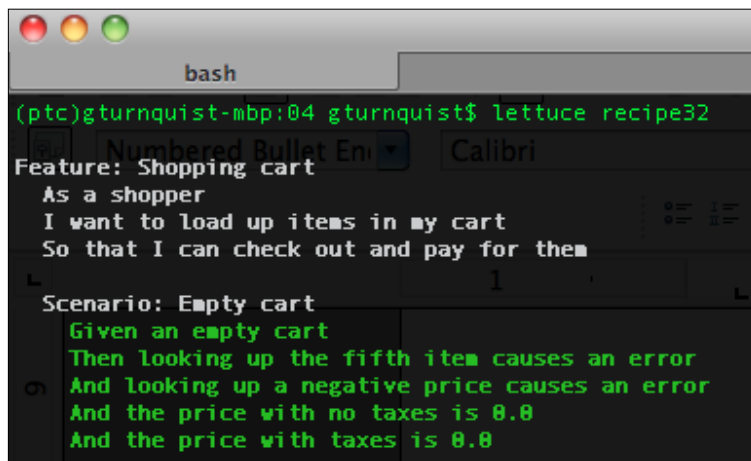 bash
(ptc)gturnquist-mbp:04 gturnquist$ lettuce recipe32
Numbered Bullet En Calibri
Feature: Shopping cart
As a shopper
I want to load up items in my cart
So that I can check out and pay for them
1
Scenario: Empty cart
Given an empty cart
Then looking up the fifth item causes an error
And looking up a negative price causes an error
And the price with no taxes is 0.0
And the price with taxes is 0.0